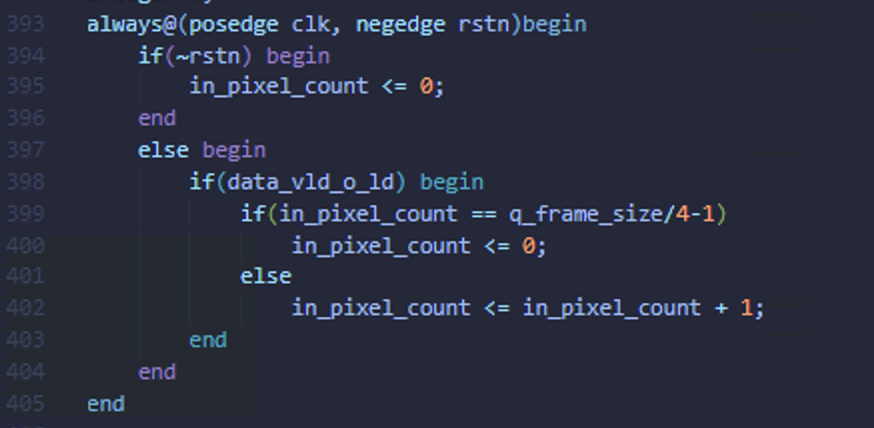 393 always@(posedge clk, negedge rstn)begin
394 if(~rstn) begin
395 in_pixel_count <= 0;
396 end
397 else begin
398 if(data_vld_o_ld) begin
399 if(in_pixel_count == q_frame_size/4-1)
400 in_pixel_count <= 0;
401 else
402 in_pixel_count <= in_pixel_count + 1;
403 end
404 end
405 end